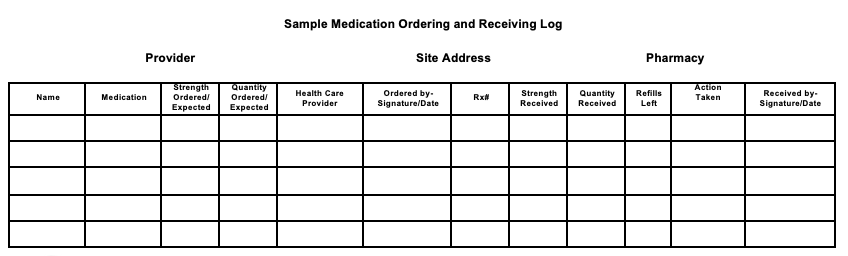 Sample Medication Ordering and Receiving Log
Provider Site Address Pharmacy
Name
Medication
Strength
Ordered/
Expected
Quantity
Ordered/
Expected
Health Care
Provider
Ordered by-
Signature/Date
Rx#
Strength
Received
Quantity
Received
Refills
Left
Action
Taken
Received by-
Signature/Date